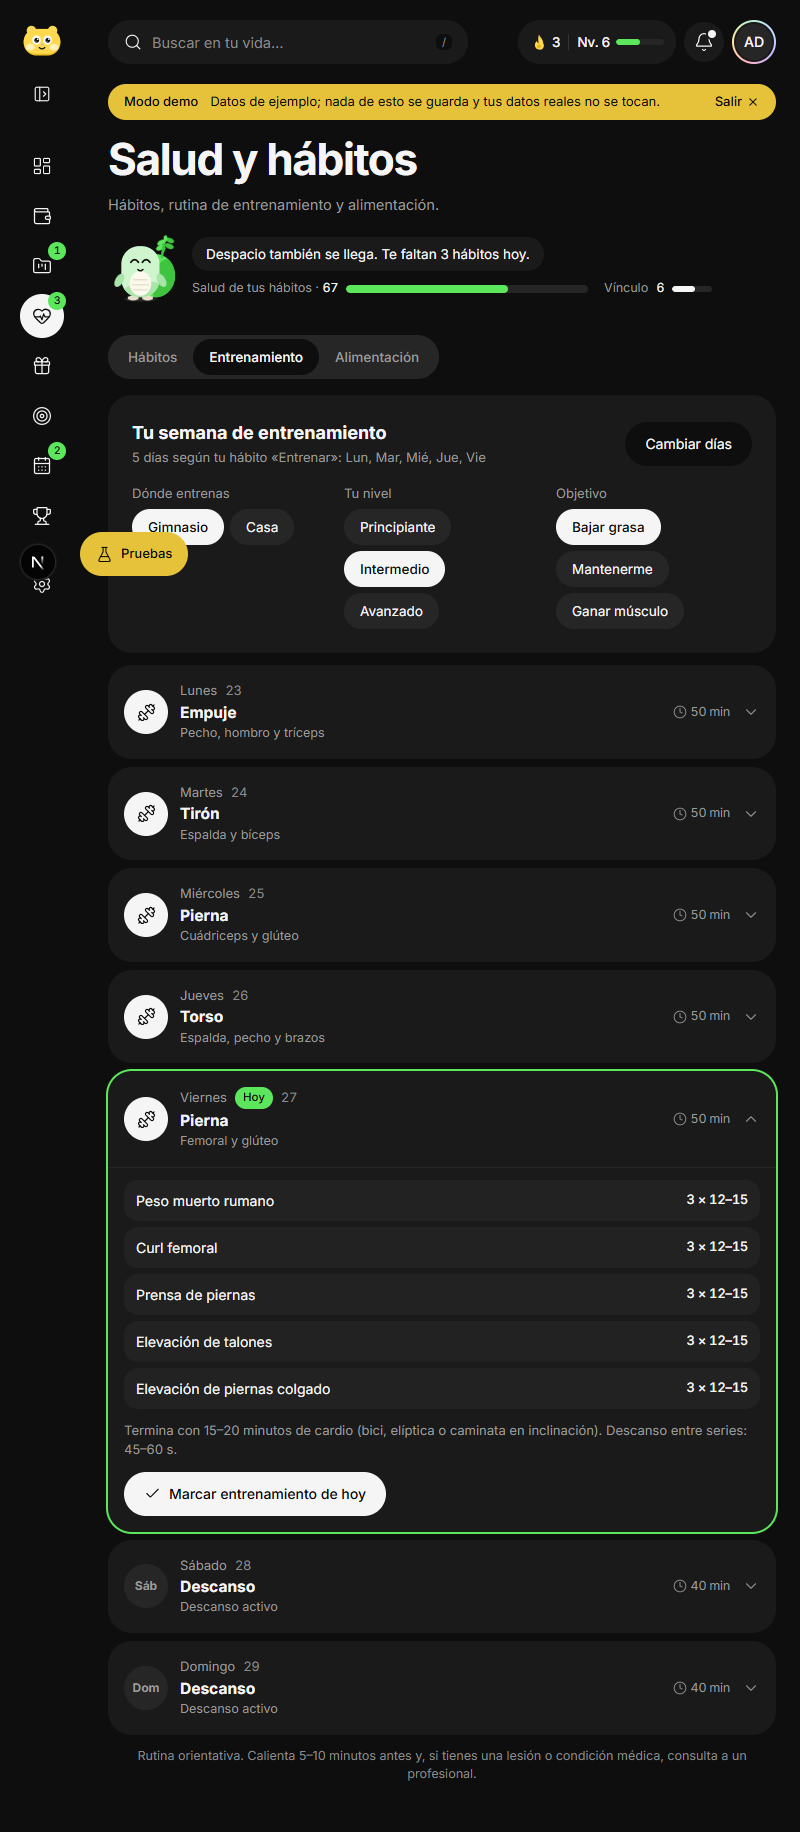 Buscar en tu vida...
/
3
Nv. 6
AD
Modo demo Datos de ejemplo; nada de esto se guarda y tus datos reales no se tocan.
Salir ×
Salud y hábitos
Hábitos, rutina de entrenamiento y alimentación.
1
3
2
N
Despacio también se llega. Te faltan 3 hábitos hoy.
Salud de tus hábitos · 67
Vínculo 6
Hábitos
Entrenamiento
Alimentación
Tu semana de entrenamiento
5 días según tu hábito «Entrenar»: Lun, Mar, Mié, Jue, Vie
Cambiar días
Dónde entrenas
Gimnasio
Casa
Pruebas
Tu nivel
Principiante
Intermedio
Avanzado
Objetivo
Bajar grasa
Mantenerme
Ganar músculo
Lunes 23
Empuje
Pecho, hombro y tríceps
50 min
Martes 24
Tirón
Espalda y bíceps
50 min
Miércoles 25
Pierna
Cuádriceps y glúteo
50 min
Jueves 26
Torso
Espalda, pecho y brazos
50 min
Viernes Hoy 27
Pierna
Femoral y glúteo
50 min
Peso muerto rumano 3 × 12–15
Curl femoral 3 × 12–15
Prensa de piernas 3 × 12–15
Elevación de talones 3 × 12–15
Elevación de piernas colgado 3 × 12–15
Termina con 15–20 minutos de cardio (bici, elíptica o caminata en inclinación). Descanso entre series:
45–60 s.
Marcar entrenamiento de hoy
Sáb
Sábado 28
Descanso
Descanso activo
40 min
Dom
Domingo 29
Descanso
Descanso activo
40 min
Rutina orientativa. Calienta 5–10 minutos antes y, si tienes una lesión o condición médica, consulta a un
profesional.